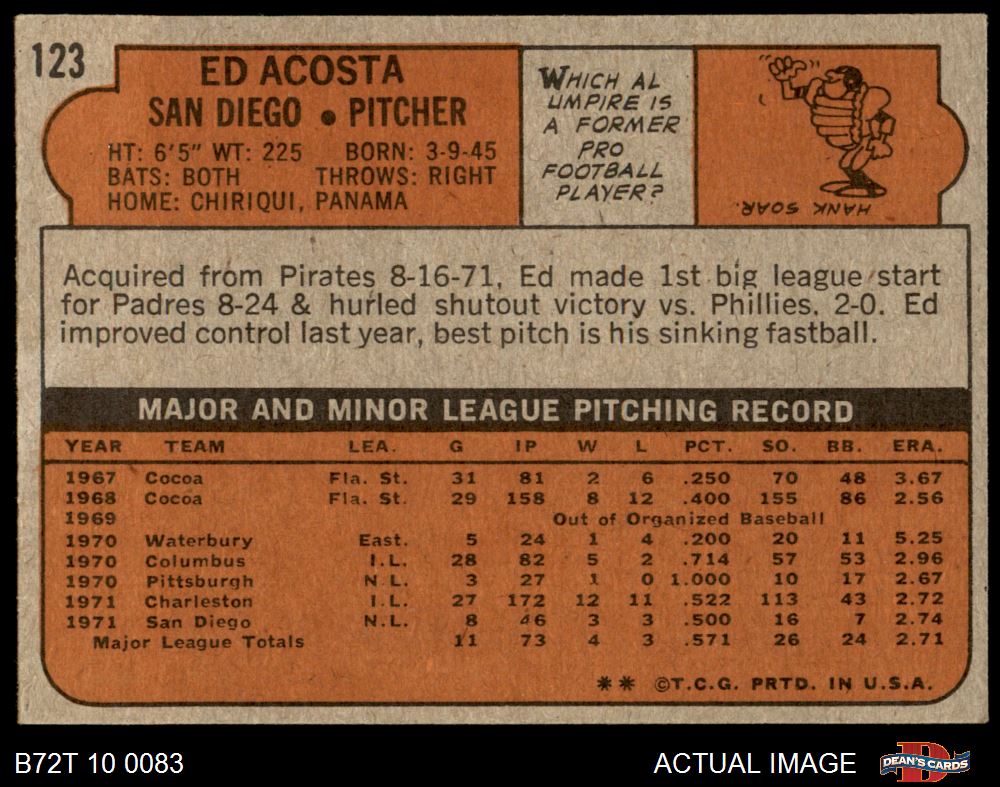 123
ED ACOSTA
SAN DIEGO • PITCHER
HT: 6'5" WT: 225 BORN: 3-9-45
BATS: BOTH THROWS: RIGHT
HOME: CHIRIQUI, PANAMA
WHICH AL
UMPIRE IS
A FORMER
PRO
FOOTBALL
PLAYER?
HANK SOAR.
Acquired from Pirates 8-16-71, Ed made 1st big league start
for Padres 8-24 & hurled shutout victory vs. Phillies, 2-0. Ed
improved control last year, best pitch is his sinking fastball.
MAJOR AND MINOR LEAGUE PITCHING RECORD
YEAR TEAM LEA. G IP W L PCT. SO. BB. ERA.
1967 Cocoa Fla. St. 31 81 2 6 .250 70 48 3.67
1968 Cocoa Fla. St. 29 158 8 12 .400 155 86 2.56
1969 Out of Organized Baseball
1970 Waterbury East. 5 24 1 4 .200 20 11 5.25
1970 Columbus I.L. 28 82 5 2 .714 57 53 2.96
1970 Pittsburgh N.L. 3 27 1 0 1.000 10 17 2.67
1971 Charleston I.L. 27 172 12 11 .522 113 43 2.72
1971 San Diego N.L. 8 46 3 3 .500 16 7 2.74
Major League Totals 11 73 4 3 .571 26 24 2.71
** ©T.C.G. PRTD. IN U.S.A.
B72T 10 0083 ACTUAL IMAGE DEAN'S CARDS